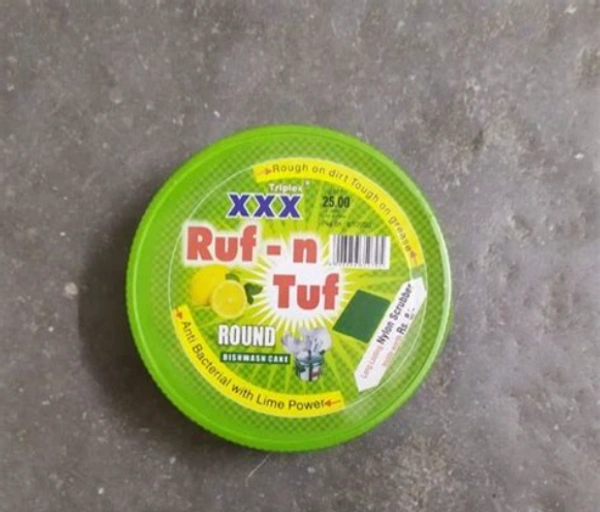 Rough on dirt Tough on grease
Triplex
XXX
25.00
Ruf - n
Tuf
ROUND
DISHWASH CAKE
Nylon Scrubber
Rs.
Anti Bacterial with Lime Power